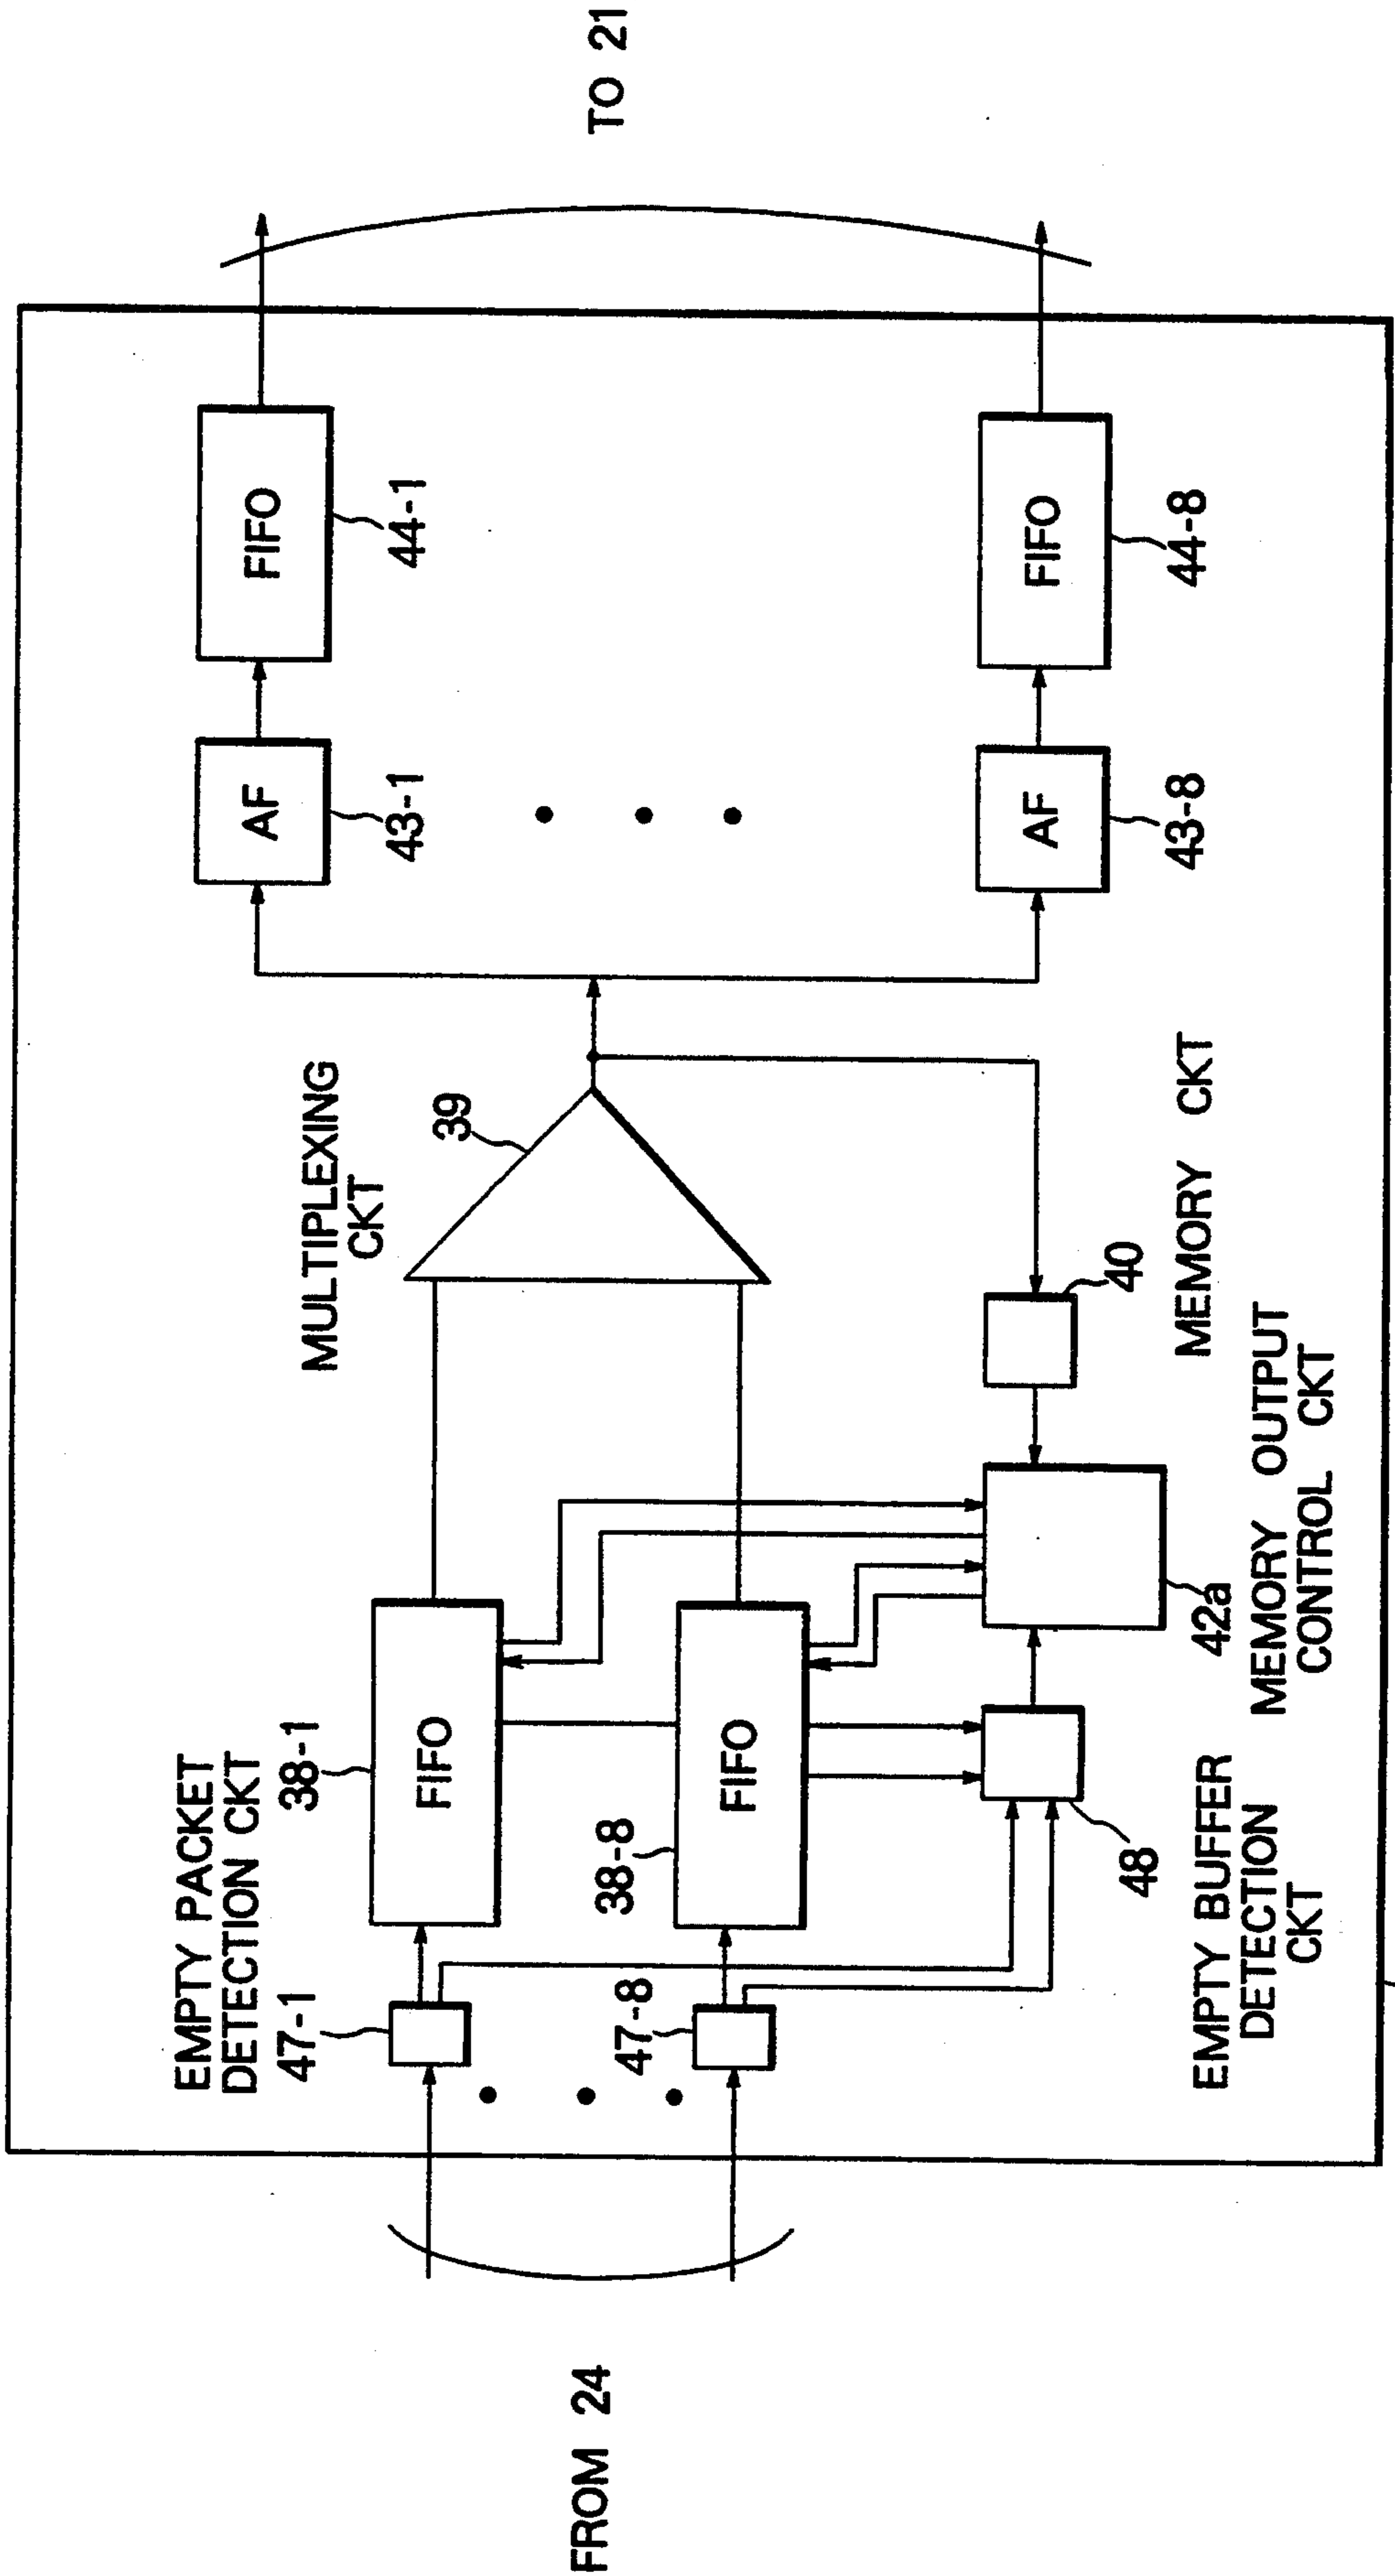 FROM 24
EMPTY PACKET
DETECTION CKT
47-1
47-8
38-1
FIFO
38-8
FIFO
48
EMPTY BUFFER
DETECTION
CKT
42a
MEMORY OUTPUT
CONTROL CKT
40
MEMORY CKT
MULTIPLEXING
CKT
39
AF
43-1
FIFO
44-1
AF
43-8
FIFO
44-8
TO 21